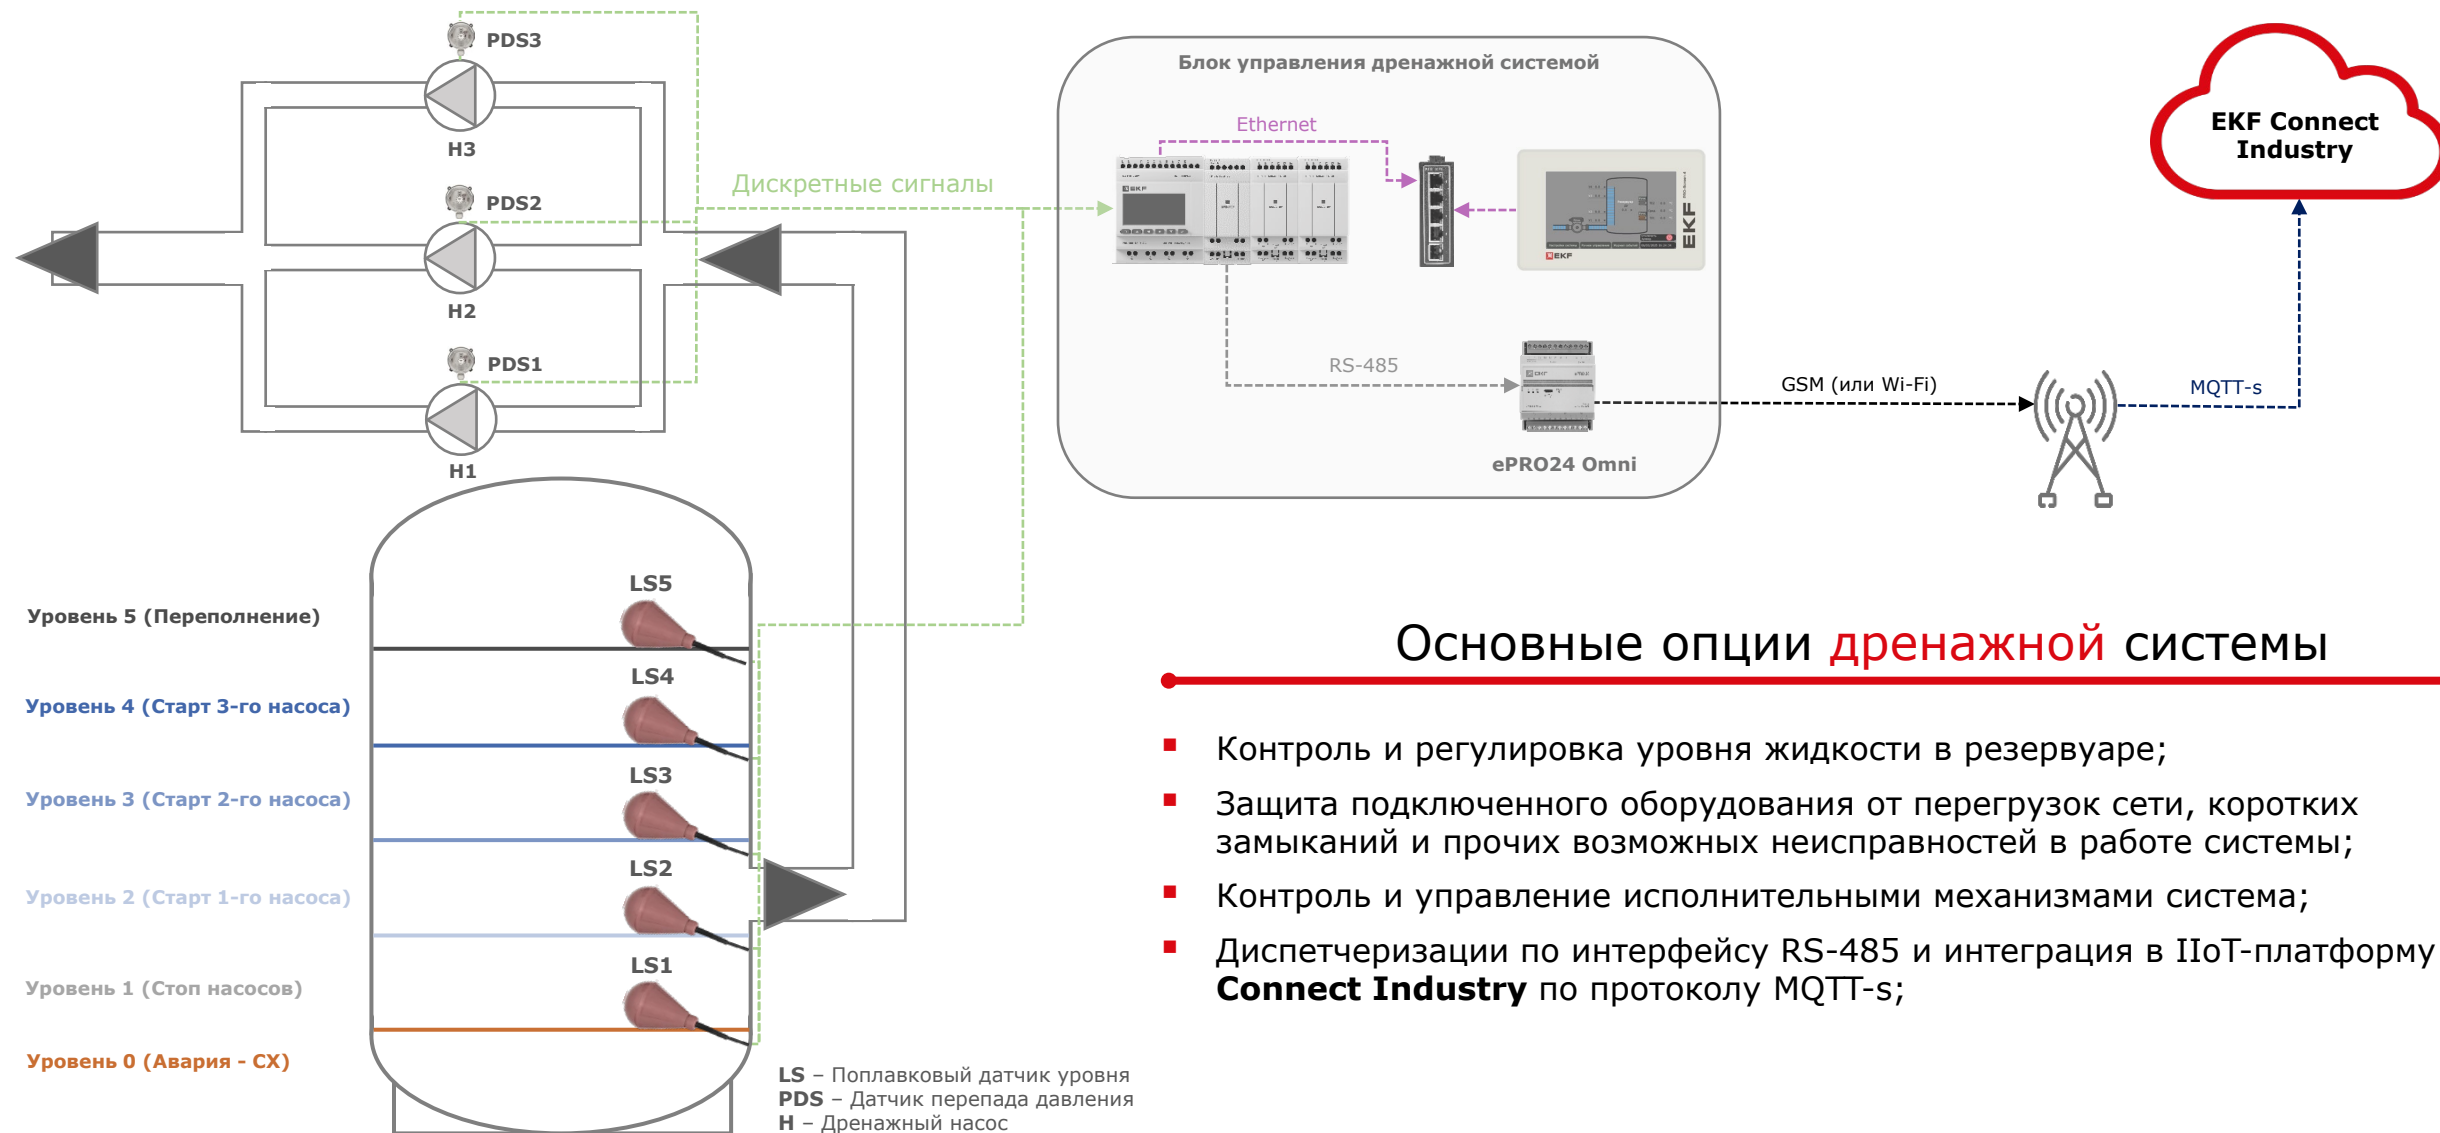 PDS3
H3
PDS2
H2
PDS1
H1
Дискретные сигналы
Блок управления дренажной системой
Ethernet
EKF
EKF
EKF
RS-485
ePRO24 Omni
GSM (или Wi-Fi)
MQTT-s
EKF Connect
Industry
LS5
LS4
LS3
LS2
LS1
Уровень 5 (Переполнение)
Уровень 4 (Старт 3-го насоса)
Уровень 3 (Старт 2-го насоса)
Уровень 2 (Старт 1-го насоса)
Уровень 1 (Стоп насосов)
Уровень 0 (Авария - СХ)
LS – Поплавковый датчик уровня
PDS – Датчик перепада давления
H – Дренажный насос
Основные опции дренажной системы
Контроль и регулировка уровня жидкости в резервуаре;
Защита подключенного оборудования от перегрузок сети, коротких
замыканий и прочих возможных неисправностей в работе системы;
Контроль и управление исполнительными механизмами система;
Диспетчеризации по интерфейсу RS-485 и интеграция в IIoT-платформу
Connect Industry по протоколу MQTT-s;